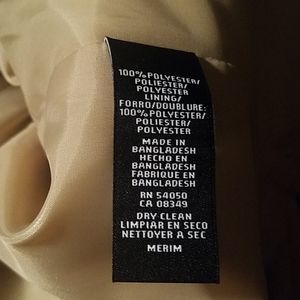 100% POLYESTER/
POLIESTER/
POLYESTER
LINING/
FORRO/DOUBLURE:
100% POLYESTER/
POLIESTER/
POLYESTER
MADE IN
BANGLADESH
HECHO EN
BANGLADESH
FABRIQUE EN
BANGLADESH
RN 54050
CA 08349
DRY CLEAN
LIMPIAR EN SECO
NETTOYER A SEC
MERIM